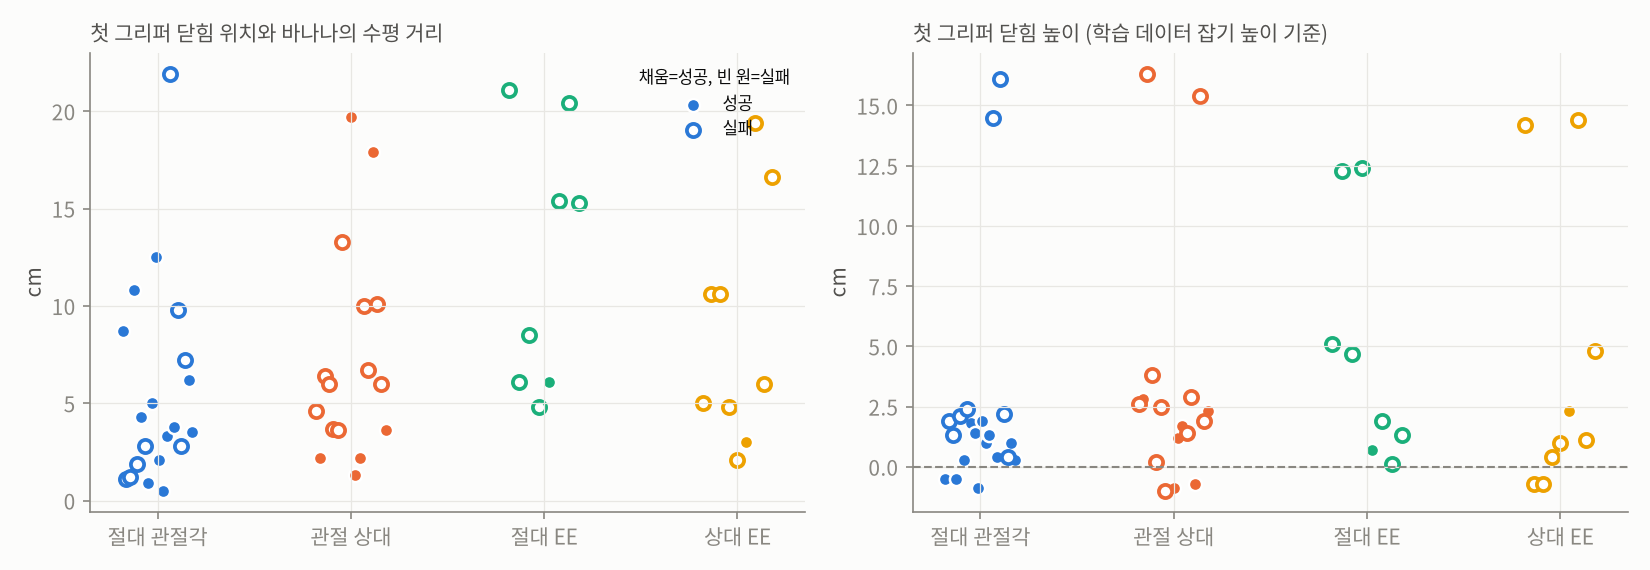 첫 그리퍼 닫힘 위치와 바나나의 수평 거리
채움=성공, 빈 원=실패
성공
실패
cm
20
15
10
5
0
절대 관절각
관절 상대
절대 EE
상대 EE
첫 그리퍼 닫힘 높이 (학습 데이터 잡기 높이 기준)
cm
15.0
12.5
10.0
7.5
5.0
2.5
0.0
절대 관절각
관절 상대
절대 EE
상대 EE